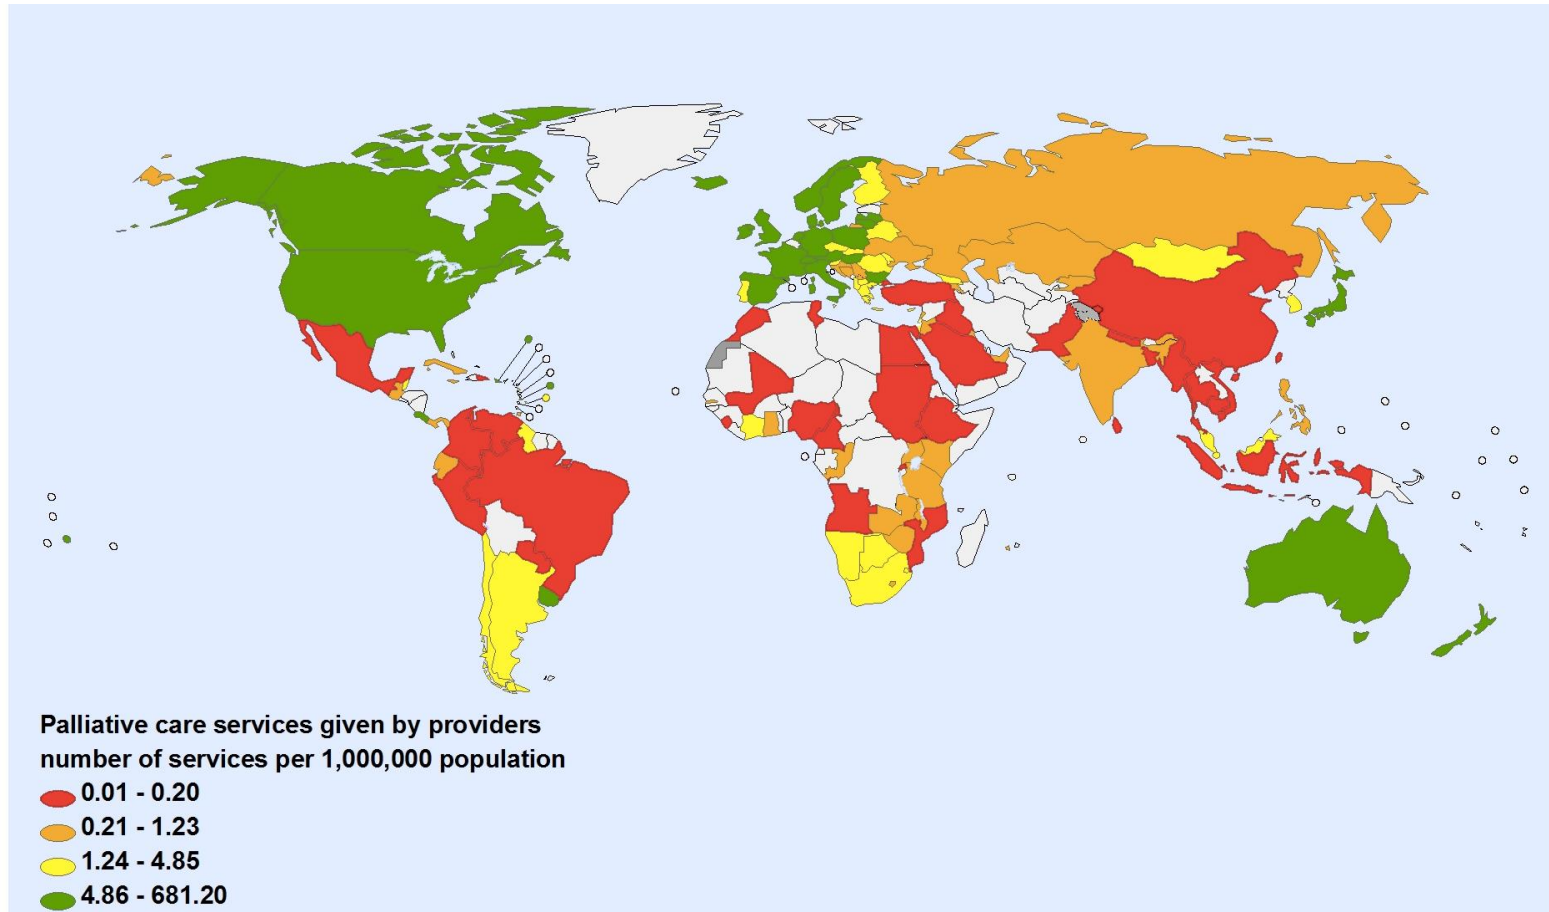 Palliative care services given by providers
number of services per 1,000,000 population
0.01 - 0.20
0.21 - 1.23
1.24 - 4.85
4.86 - 681.20